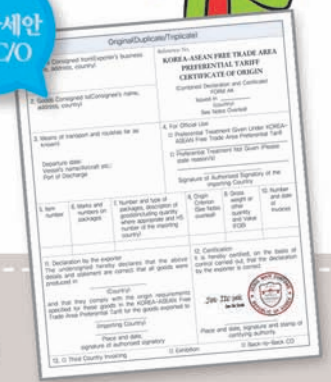 세안
C/O
Original(Duplicate/Triplicate)
Goods Consigned from(Exporter's business
name, address, country)
Reference No.
KOREA-ASEAN FREE TRADE AREA
PREFERENTIAL TARIFF
CERTIFICATE OF ORIGIN
(Combined Declaration and Certificate)
FORM AK
Issued in
(Country)
See Notes Overleaf
2. Goods Consigned to(Consignee's name,
address, country)
3. Means of transport and route(as far as
known)
Departure date:
Vessel's name(Aircraft etc.)
Port of Discharge
4. For Official Use
□ Preferential Treatment Given Under KOREA-
ASEAN Free Trade Area Preferential Tariff
□ Preferential Treatment Not Given (Please
state reason/s)
Signature of Authorised Signatory of the
Importing Country
5. Item
number
6. Marks and
numbers on
packages
7. Number and type of
packages, description of
goods(including quantity
where appropriate and HS
number of the importing
country)
8. Origin
Criterion
(See Notes
overleaf)
9. Gross
weight or
other
quantity
and Value
(FOB)
10. Number
and date
of
Invoices
11. Declaration by the exporter
The undersigned hereby declares that the above
details and statement are correct; that all goods were
produced in
(Country)
and that they comply with the origin requirements
specified for these goods in the KOREA-ASEAN Free
Trade Area Preferential Tariff for the goods exported to
(Importing Country)
Place and date,
signature of authorised signatory
12. Certification
It is hereby certified, on the basis of
control carried out, that the declaration
by the exporter is correct.
Place and date, signature and stamp of
certifying authority
13. □ Third Country Invoicing
□ Exhibition
□ Back-to-Back CO